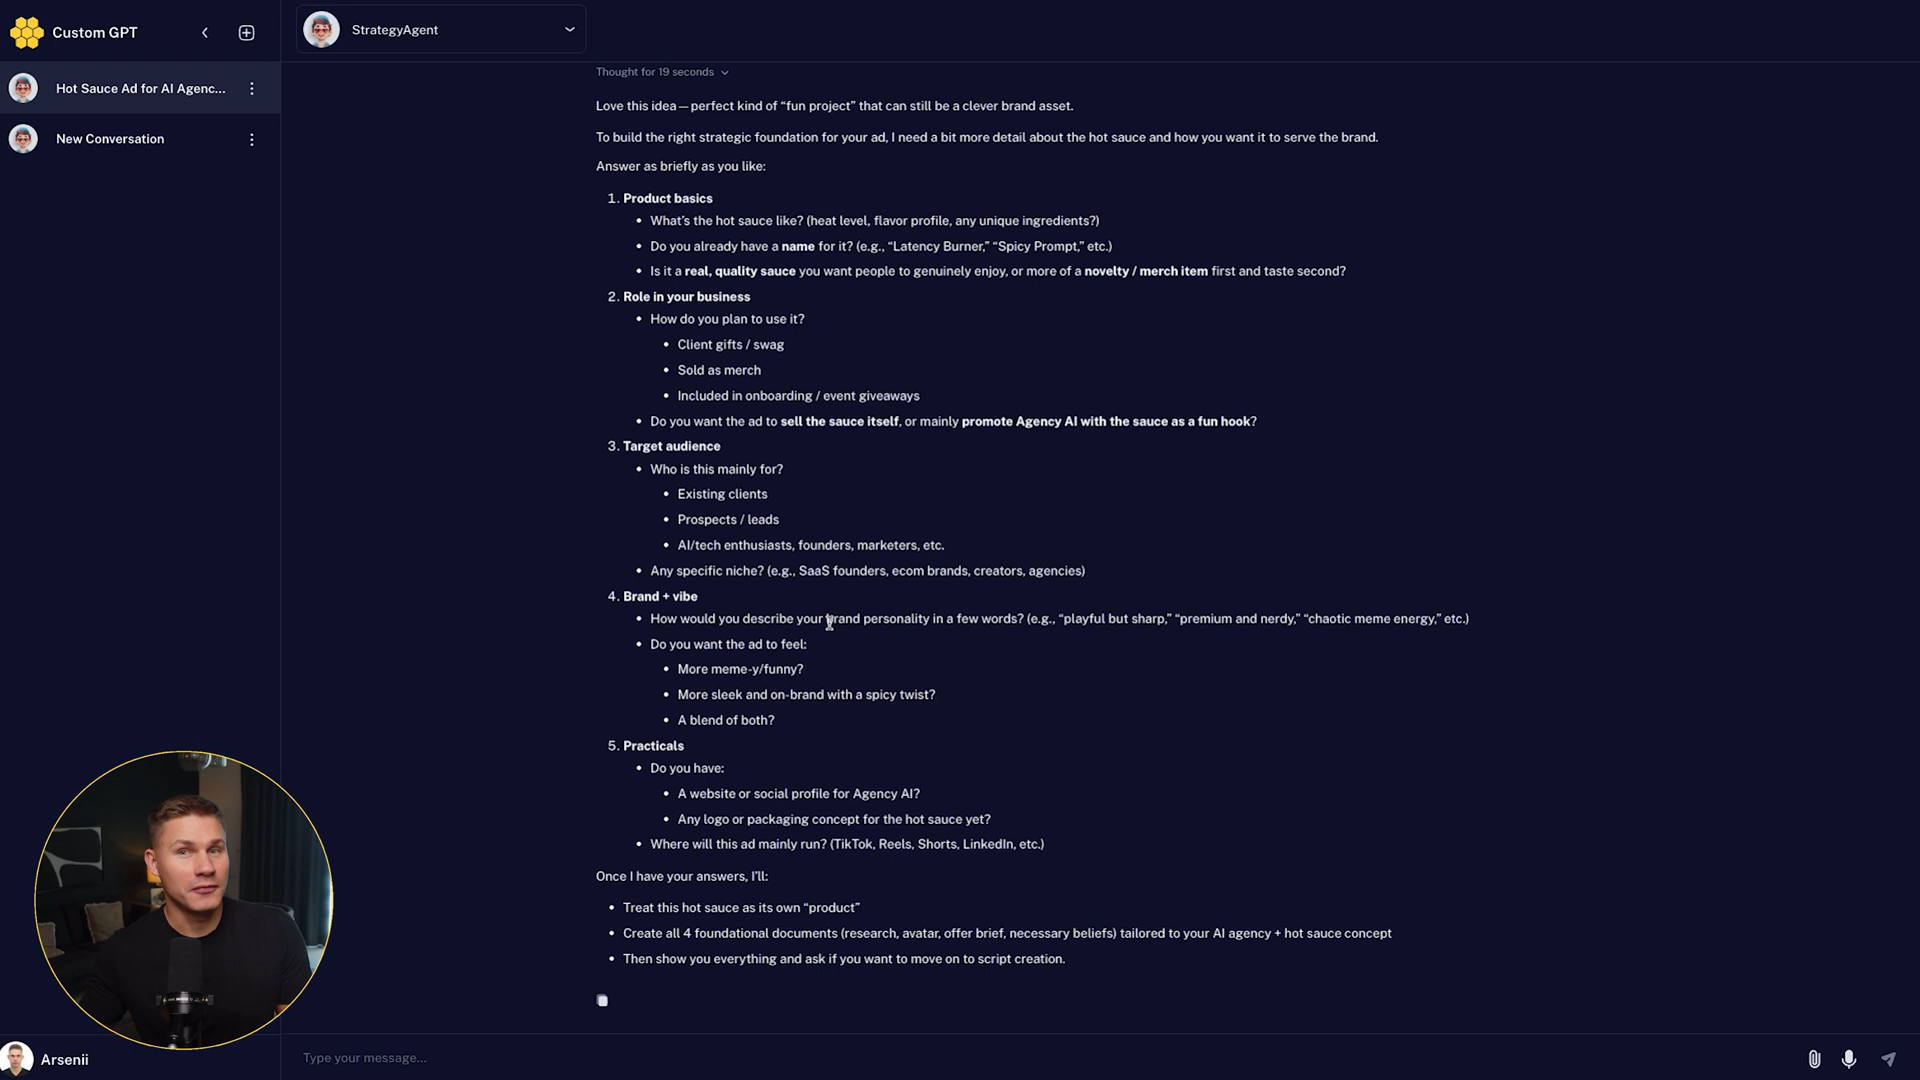 Custom GPT
StrategyAgent
Hot Sauce Ad for AI Agenc...
New Conversation
Thought for 19 seconds
Love this idea—perfect kind of “fun project” that can still be a clever brand asset.
To build the right strategic foundation for your ad, I need a bit more detail about the hot sauce and how you want it to serve the brand.
Answer as briefly as you like:
1. Product basics
• What’s the hot sauce like? (heat level, flavor profile, any unique ingredients?)
• Do you already have a name for it? (e.g., “Latency Burner,” “Spicy Prompt,” etc.)
• Is it a real, quality sauce you want people to genuinely enjoy, or more of a novelty / merch item first and taste second?
2. Role in your business
• How do you plan to use it?
• Client gifts / swag
• Sold as merch
• Included in onboarding / event giveaways
• Do you want the ad to sell the sauce itself, or mainly promote Agency AI with the sauce as a fun hook?
3. Target audience
• Who is this mainly for?
• Existing clients
• Prospects / leads
• AI/tech enthusiasts, founders, marketers, etc.
• Any specific niche? (e.g., SaaS founders, ecom brands, creators, agencies)
4. Brand + vibe
• How would you describe your brand personality in a few words? (e.g., “playful but sharp,” “premium and nerdy,” “chaotic meme energy,” etc.)
• Do you want the ad to feel:
• More meme-y/funny?
• More sleek and on-brand with a spicy twist?
• A blend of both?
5. Practicals
• Do you have:
• A website or social profile for Agency AI?
• Any logo or packaging concept for the hot sauce yet?
• Where will this ad mainly run? (TikTok, Reels, Shorts, LinkedIn, etc.)
Once I have your answers, I’ll:
• Treat this hot sauce as its own “product”
• Create all 4 foundational documents (research, avatar, offer brief, necessary beliefs) tailored to your AI agency + hot sauce concept
• Then show you everything and ask if you want to move on to script creation.
Arsenii
Type your message...